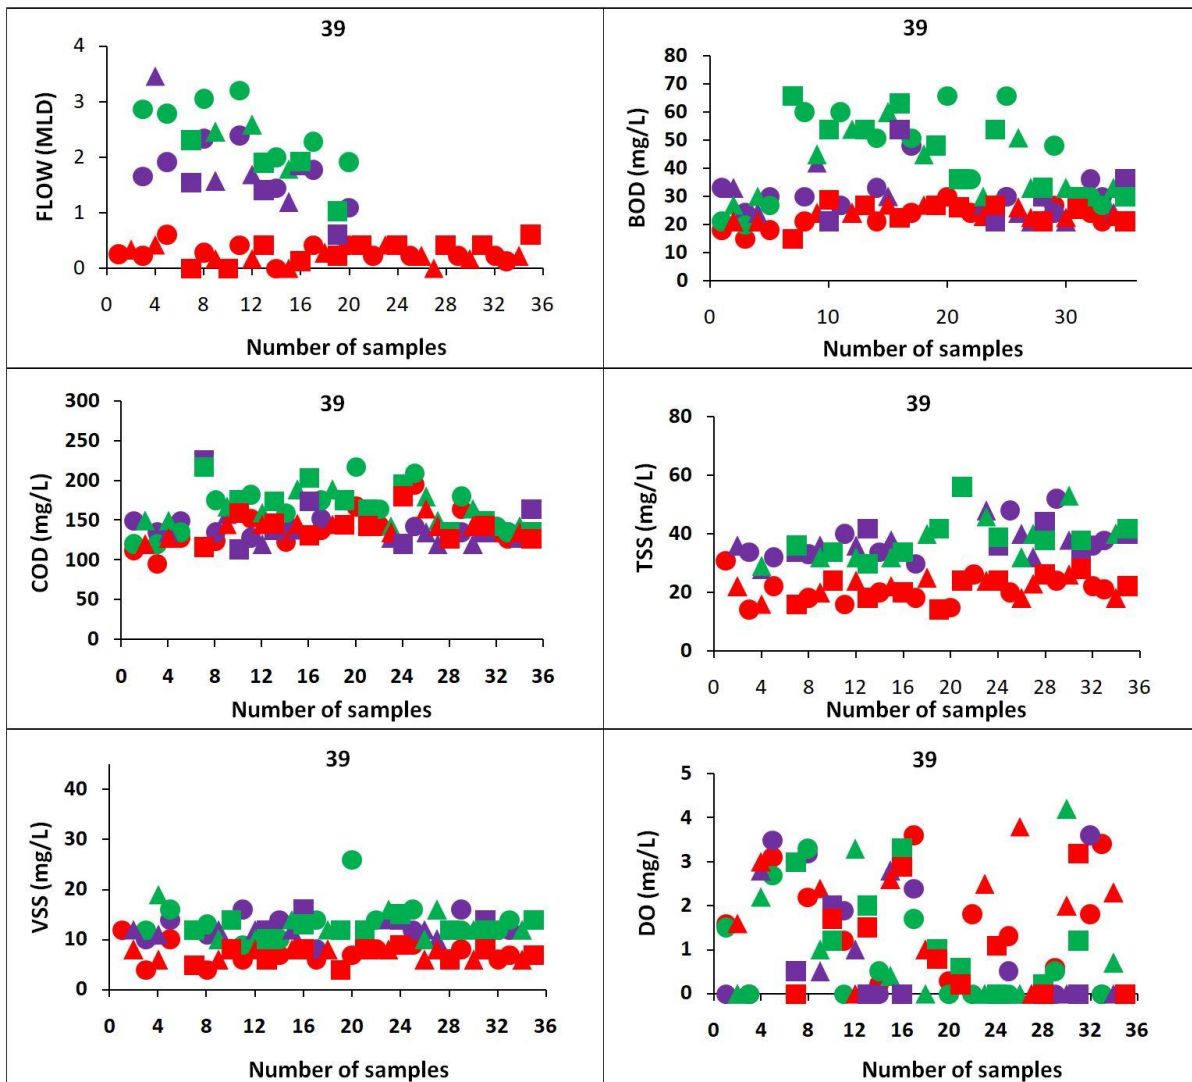 39
FLOW (MLD)
4
3
2
1
0
0 4 8 12 16 20 24 28 32 36
Number of samples
39
BOD (mg/L)
80
70
60
50
40
30
20
10
0
0 10 20 30
Number of samples
39
COD (mg/L)
300
250
200
150
100
50
0
0 4 8 12 16 20 24 28 32 36
Number of samples
39
TSS (mg/L)
80
60
40
20
0
0 4 8 12 16 20 24 28 32 36
Number of samples
39
VSS (mg/L)
40
30
20
10
0
0 4 8 12 16 20 24 28 32 36
Number of samples
39
DO (mg/L)
5
4
3
2
1
0
0 4 8 12 16 20 24 28 32 36
Number of samples